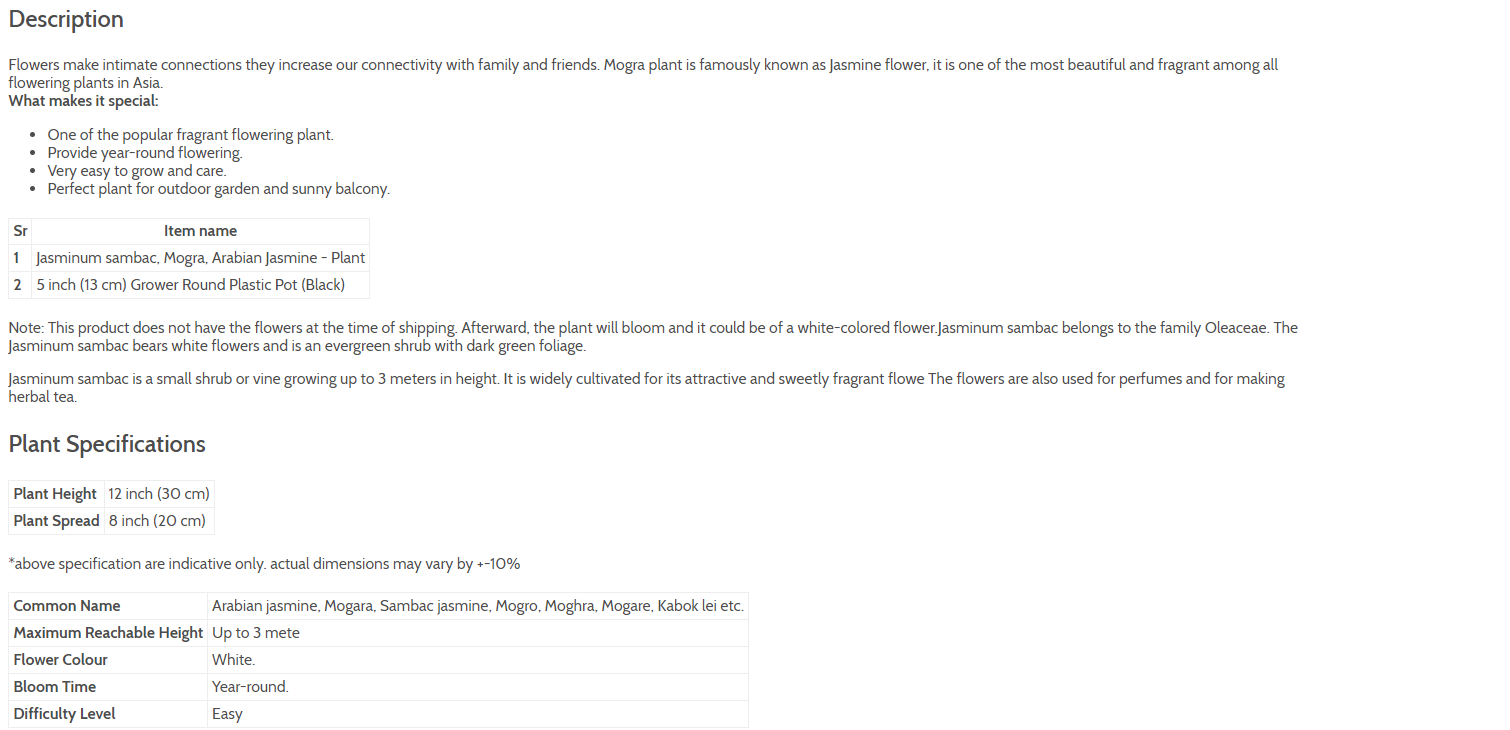 Description
Flowers make intimate connections they increase our connectivity with family and friends. Mogra plant is famously known as Jasmine flower, it is one of the most beautiful and fragrant among all
flowering plants in Asia.
What makes it special:
• One of the popular fragrant flowering plant.
• Provide year-round flowering.
• Very easy to grow and care.
• Perfect plant for outdoor garden and sunny balcony.
Sr Item name
1 Jasminum sambac, Mogra, Arabian Jasmine - Plant
2 5 inch (13 cm) Grower Round Plastic Pot (Black)
Note: This product does not have the flowers at the time of shipping. Afterward, the plant will bloom and it could be of a white-colored flower.Jasminum sambac belongs to the family Oleaceae. The
Jasminum sambac bears white flowers and is an evergreen shrub with dark green foliage.
Jasminum sambac is a small shrub or vine growing up to 3 meters in height. It is widely cultivated for its attractive and sweetly fragrant flowe The flowers are also used for perfumes and for making
herbal tea.
Plant Specifications
Plant Height 12 inch (30 cm)
Plant Spread 8 inch (20 cm)
*above specification are indicative only. actual dimensions may vary by +-10%
Common Name Arabian jasmine, Mogara, Sambac jasmine, Mogro, Moghra, Mogare, Kabok lei etc.
Maximum Reachable Height Up to 3 mete
Flower Colour White.
Bloom Time Year-round.
Difficulty Level Easy